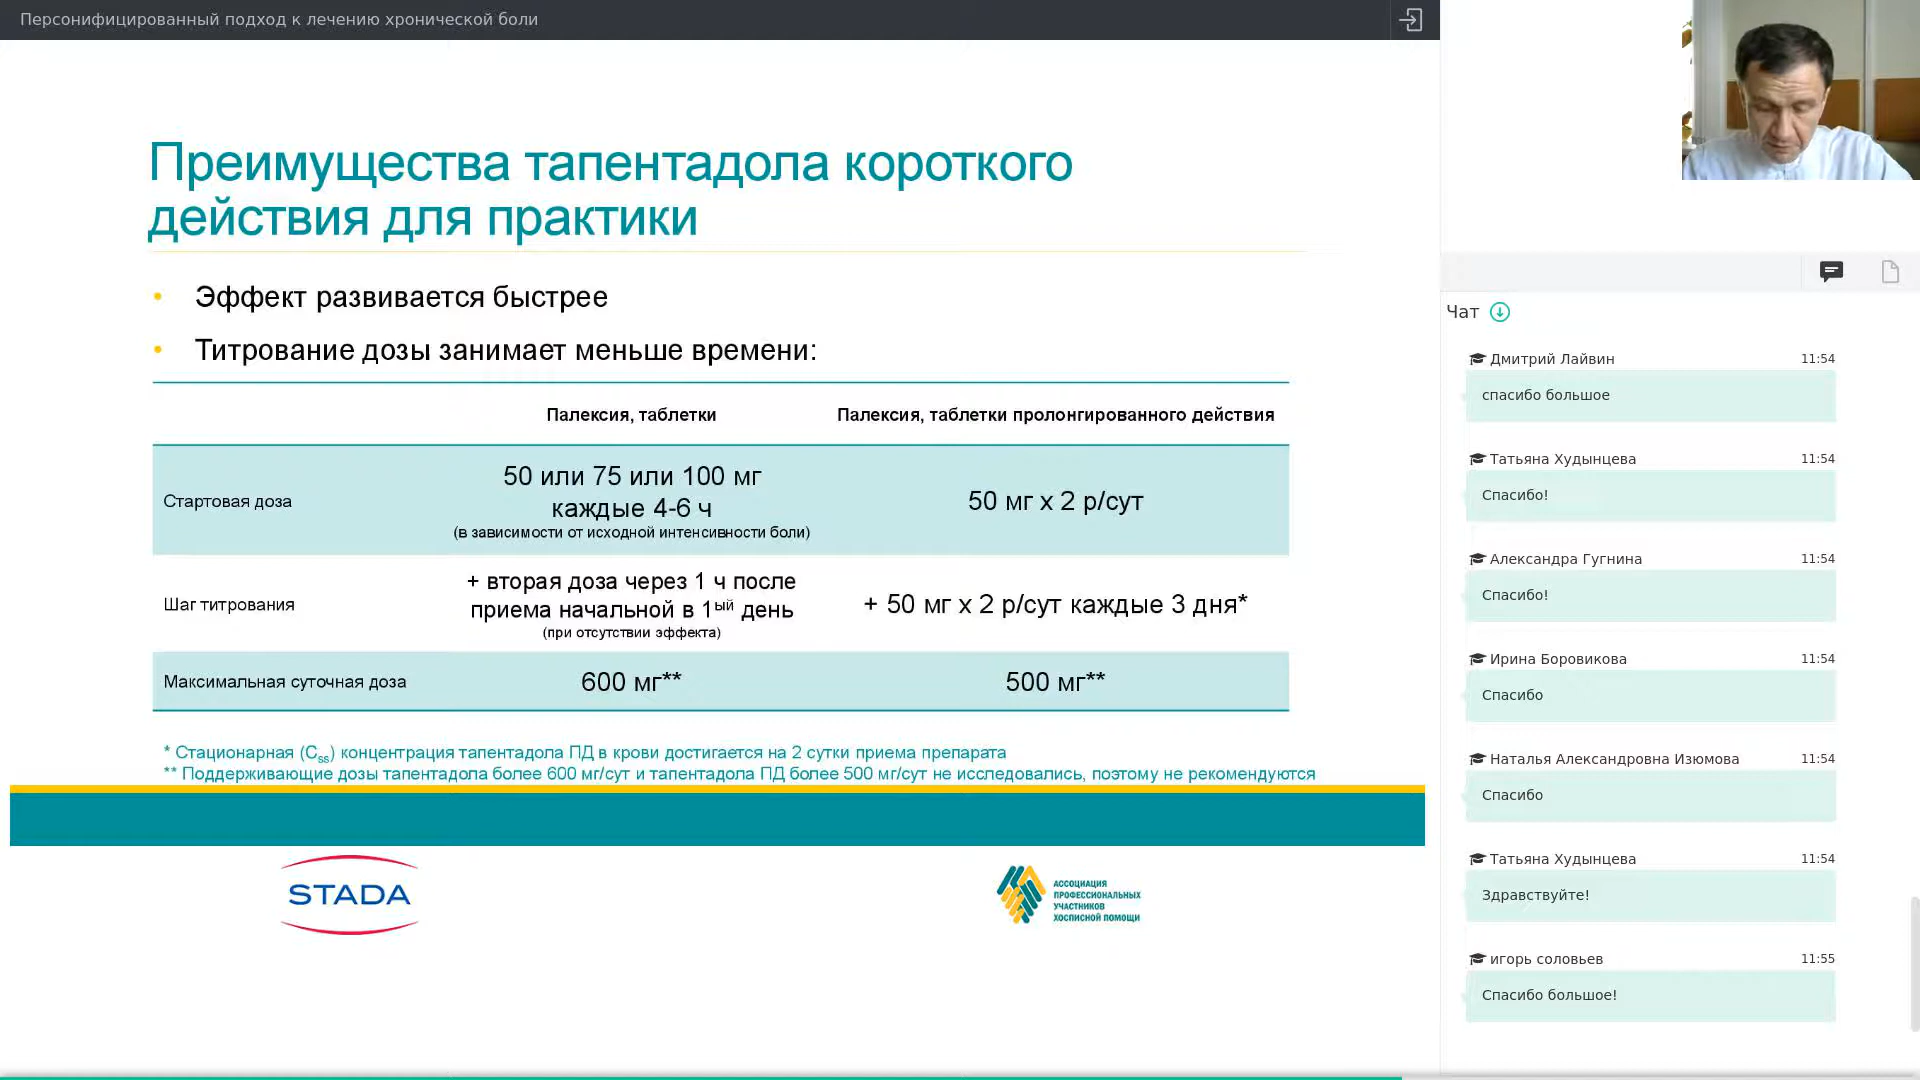 Персонифицированный подход к лечению хронической боли
Преимущества тапентадола короткого
действия для практики
• Эффект развивается быстрее
• Титрование дозы занимает меньше времени:
Палексия, таблетки
Палексия, таблетки пролонгированного действия
Стартовая доза
50 или 75 или 100 мг
каждые 4-6 ч
(в зависимости от исходной интенсивности боли)
50 мг х 2 р/сут
Шаг титрования
+ вторая доза через 1 ч после
приема начальной в 1ый день
(при отсутствии эффекта)
+ 50 мг х 2 р/сут каждые 3 дня*
Максимальная суточная доза
600 мг**
500 мг**
* Стационарная (Css) концентрация тапентадола ПД в крови достигается на 2 сутки приема препарата
** Поддерживающие дозы тапентадола более 600 мг/сут и тапентадола ПД более 500 мг/сут не исследовались, поэтому не рекомендуются
STADA
АССОЦИАЦИЯ
ПРОФЕССИОНАЛЬНЫХ
УЧАСТНИКОВ
ХОСПИСНОЙ ПОМОЩИ
Чат
Дмитрий Лайвин 11:54
спасибо большое
Татьяна Худынцева 11:54
Спасибо!
Александра Гугнина 11:54
Спасибо!
Ирина Боровикова 11:54
Спасибо
Наталья Александровна Изюмова 11:54
Спасибо
Татьяна Худынцева 11:54
Здравствуйте!
игорь соловьев 11:55
Спасибо большое!